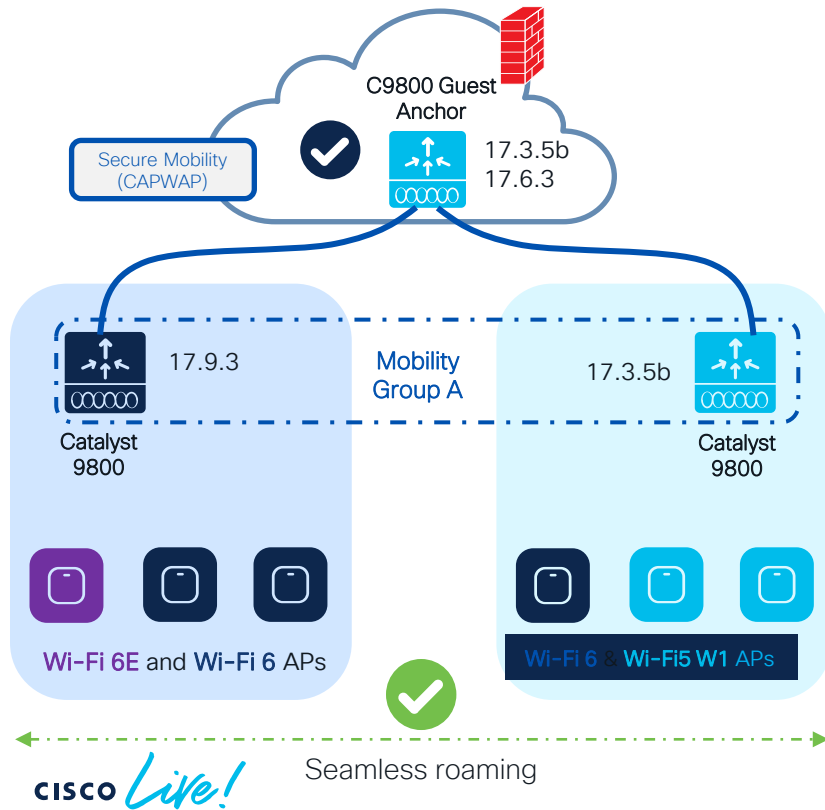 C9800 Guest
Anchor
Secure Mobility
(CAPWAP)
17.3.5b
17.6.3
17.9.3
Mobility
Group A
17.3.5b
Catalyst
9800
Catalyst
9800
Wi-Fi 6E and Wi-Fi 6 APs
Wi-Fi 6 & Wi-Fi5 W1 APs
Seamless roaming
CISCO Live!